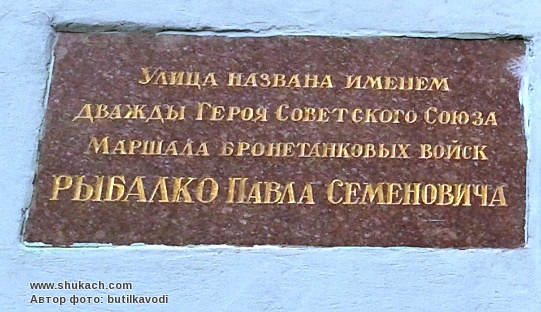 Улица названа именем
дважды Героя Советского Союза
Маршала бронетанковых войск
Рыбалко Павла Семеновича
www.shukach.com
Автор фото: butilkavodi